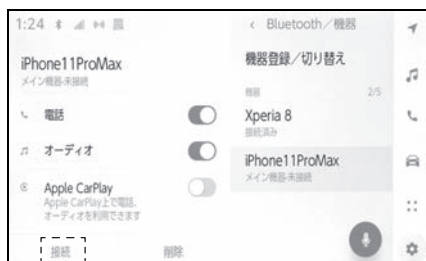 1:24
iPhone11ProMax
メイン機器-未接続
電話
オーディオ
Apple CarPlay
Apple CarPlay上で電話、
オーディオを利用できます
接続 削除
< Bluetooth／機器
機器登録／切り替え
機器 2/5
Xperia 8
接続済み
iPhone11ProMax
メイン機器-未接続